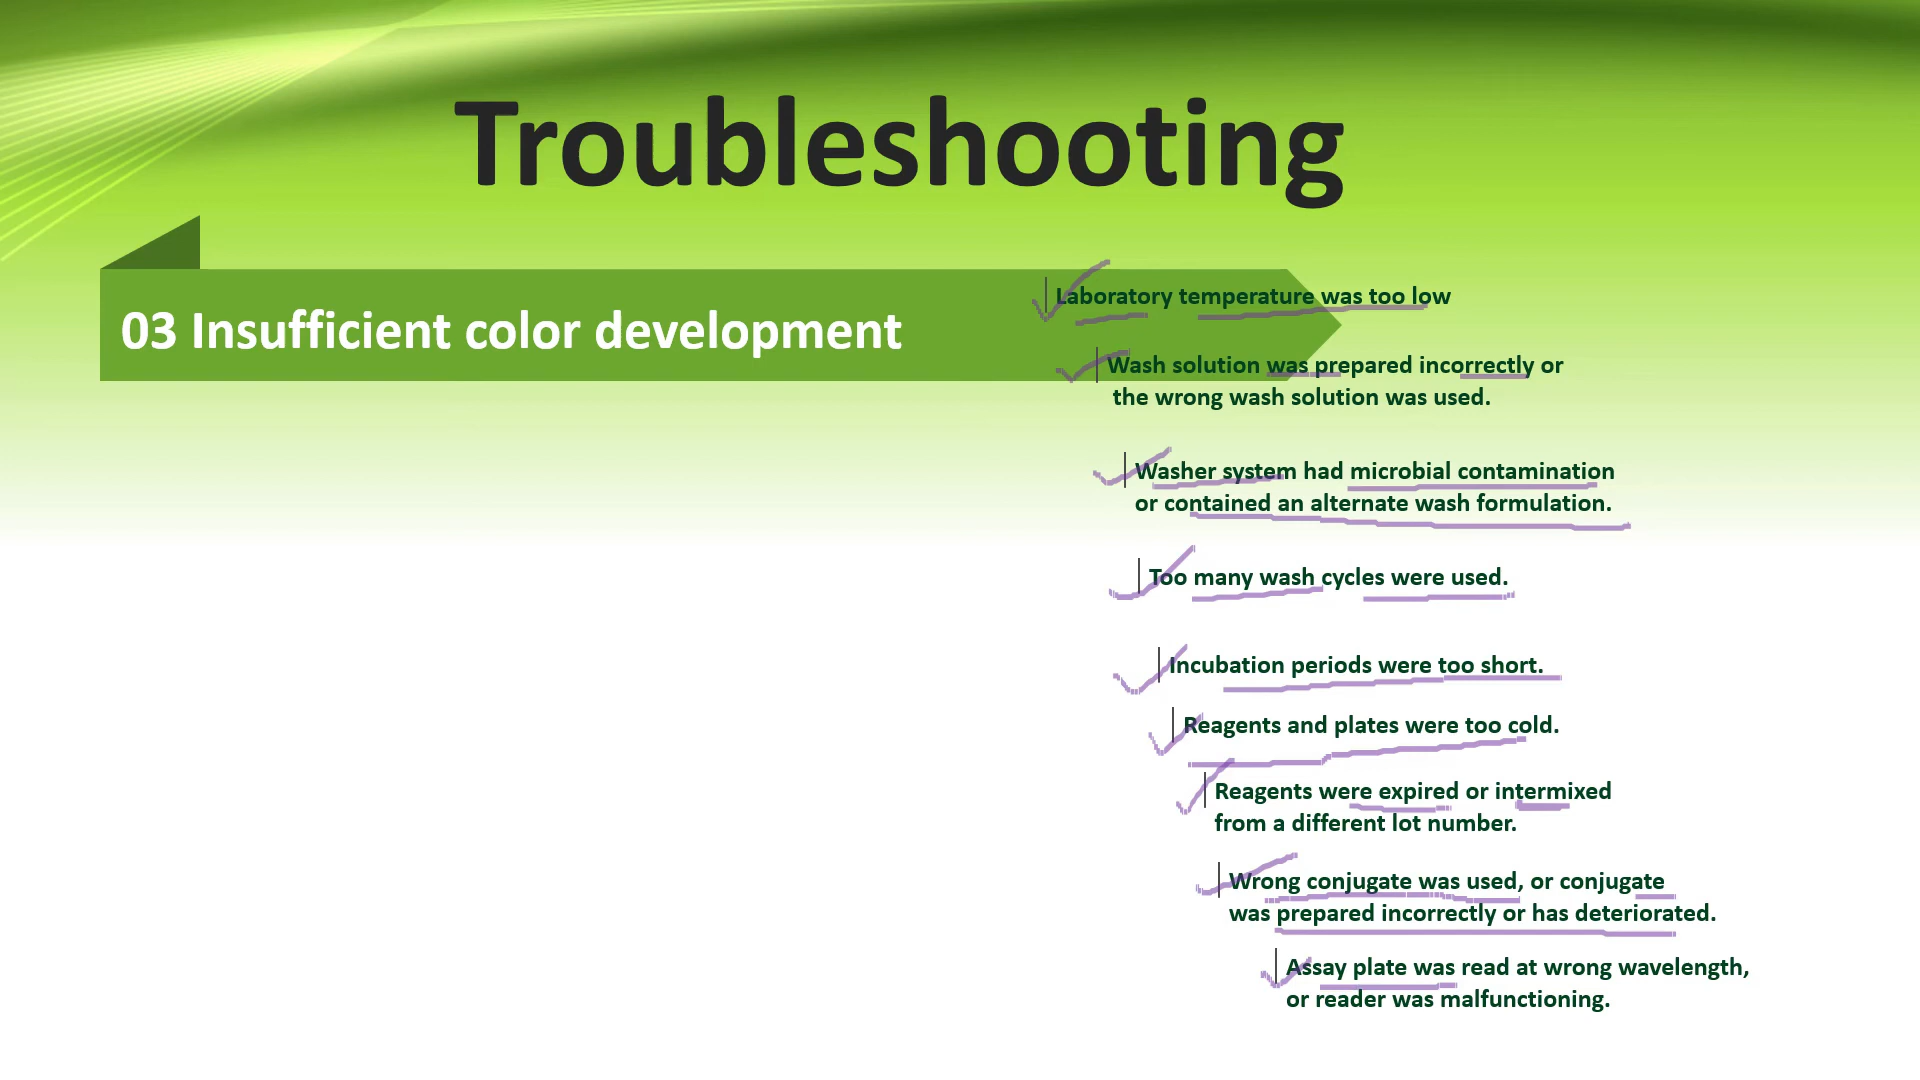 Troubleshooting
03 Insufficient color development
Laboratory temperature was too low
Wash solution was prepared incorrectly or
the wrong wash solution was used.
Washer system had microbial contamination
or contained an alternate wash formulation.
Too many wash cycles were used.
Incubation periods were too short.
Reagents and plates were too cold.
Reagents were expired or intermixed
from a different lot number.
Wrong conjugate was used, or conjugate
was prepared incorrectly or has deteriorated.
Assay plate was read at wrong wavelength,
or reader was malfunctioning.